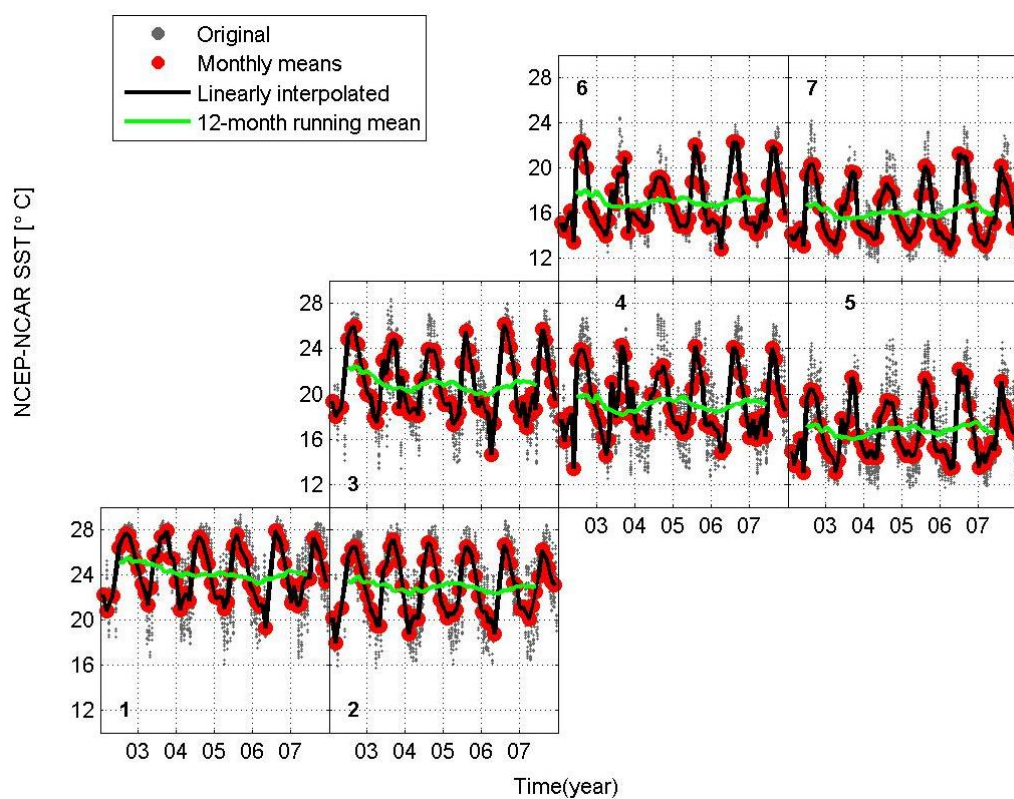 Original
Monthly means
Linearly interpolated
12-month running mean
NCEP-NCAR SST [° C]
28
24
20
16
12
6
7
28
24
20
16
12
3
4
5
03 04 05 06 07 03 04 05 06 07
28
24
20
16
12
1
2
03 04 05 06 07 03 04 05 06 07
Time(year)